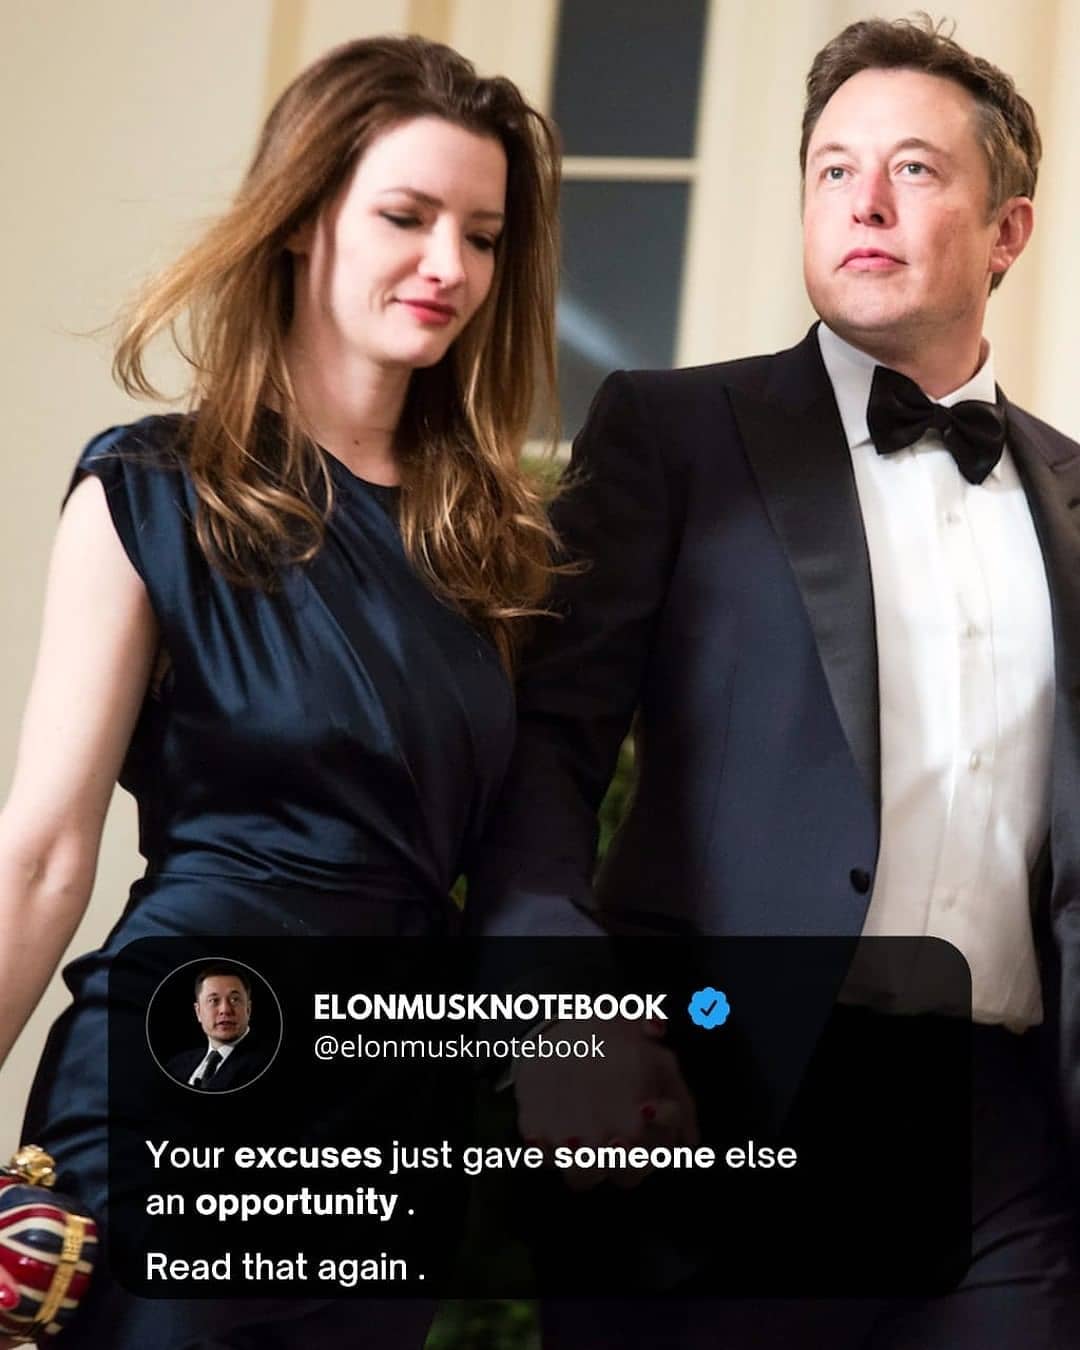 ELONMUSKNOTEBOOK
@elonmusknotebook
Your excuses just gave someone else
an opportunity .
Read that again .